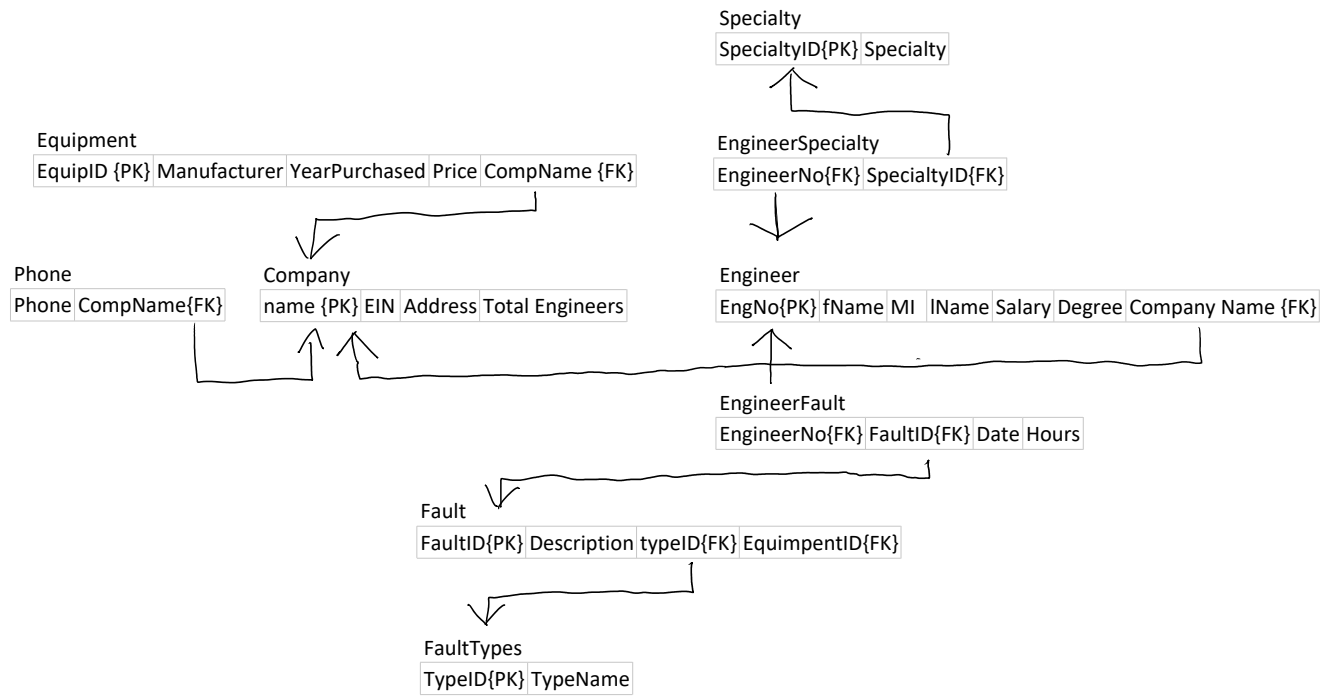 Specialty
SpecialtyID{PK} Specialty
Equipment
EquipID {PK} Manufacturer YearPurchased Price CompName {FK}
EngineerSpecialty
EngineerNo{FK} SpecialtyID{FK}
Phone
Phone CompName{FK}
Company
name {PK} EIN Address Total Engineers
Engineer
EngNo{PK} fName MI lName Salary Degree Company Name {FK}
EngineerFault
EngineerNo{FK} FaultID{FK} Date Hours
Fault
FaultID{PK} Description typeID{FK} EquimpentID{FK}
FaultTypes
TypeID{PK} TypeName